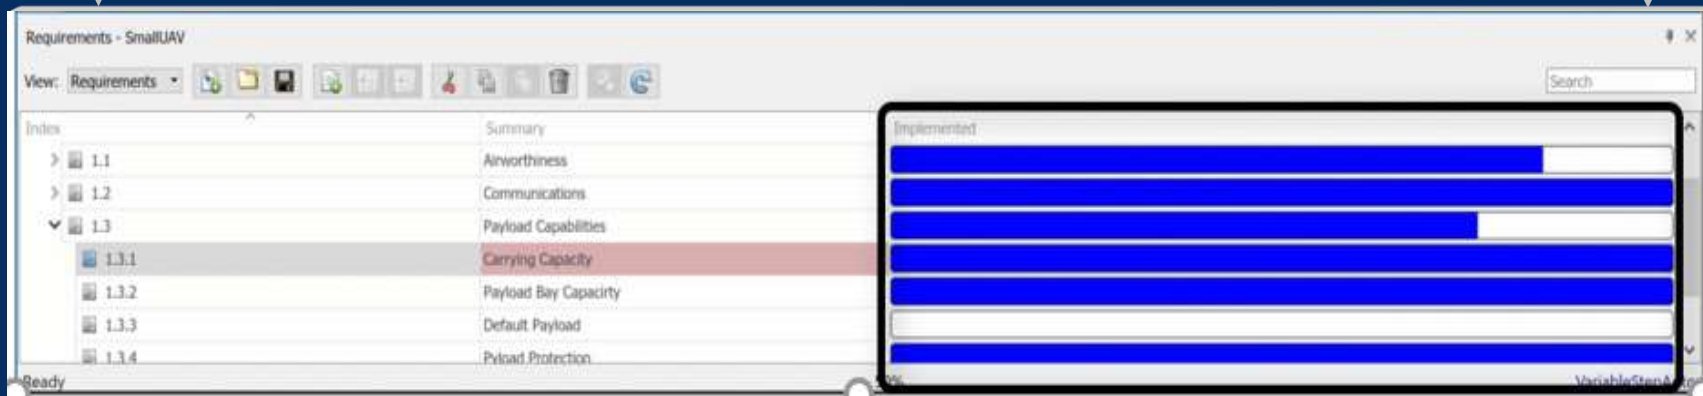 Requirements - SmallUAV
View: Requirements
Search
Index Summary Implemented
1.1 Airworthiness
1.2 Communications
1.3 Payload Capabilities
1.3.1 Carrying Capacity
1.3.2 Payload Bay Capacirty
1.3.3 Default Payload
1.3.4 Pyload Protection
Ready